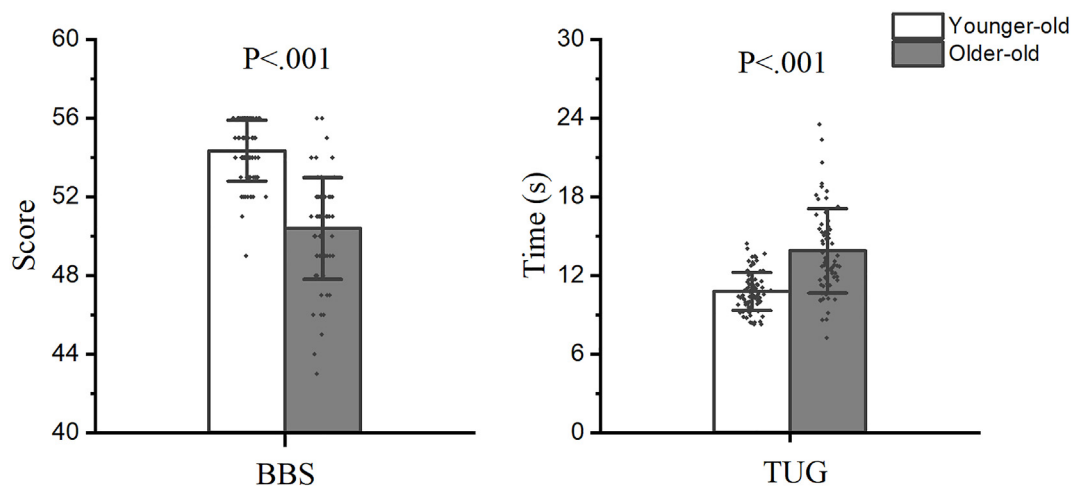 60
56
52
48
44
40
Score
P<.001
BBS
30
24
18
12
6
0
Time (s)
P<.001
TUG
Younger-old
Older-old